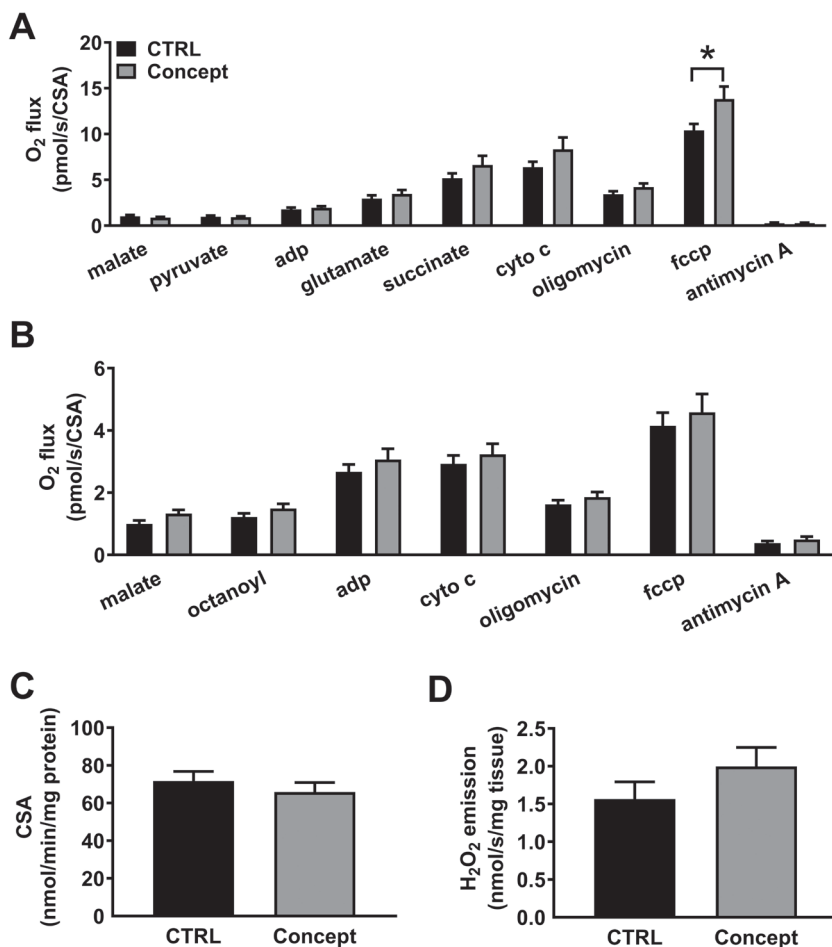 A
CTRL
Concept
*
O₂ flux
(pmol/s/CSA)
20
15
10
5
0
malate
pyruvate
adp
glutamate
succinate
cyto c
oligomycin
fccp
antimycin A
B
O₂ flux
(pmol/s/CSA)
6
4
2
0
malate
octanoyl
adp
cyto c
oligomycin
fccp
antimycin A
C
CSA
(nmol/min/mg protein)
100
80
60
40
20
0
CTRL
Concept
D
H₂O₂ emission
(nmol/s/mg tissue)
2.5
2.0
1.5
1.0
0.5
0.0
CTRL
Concept